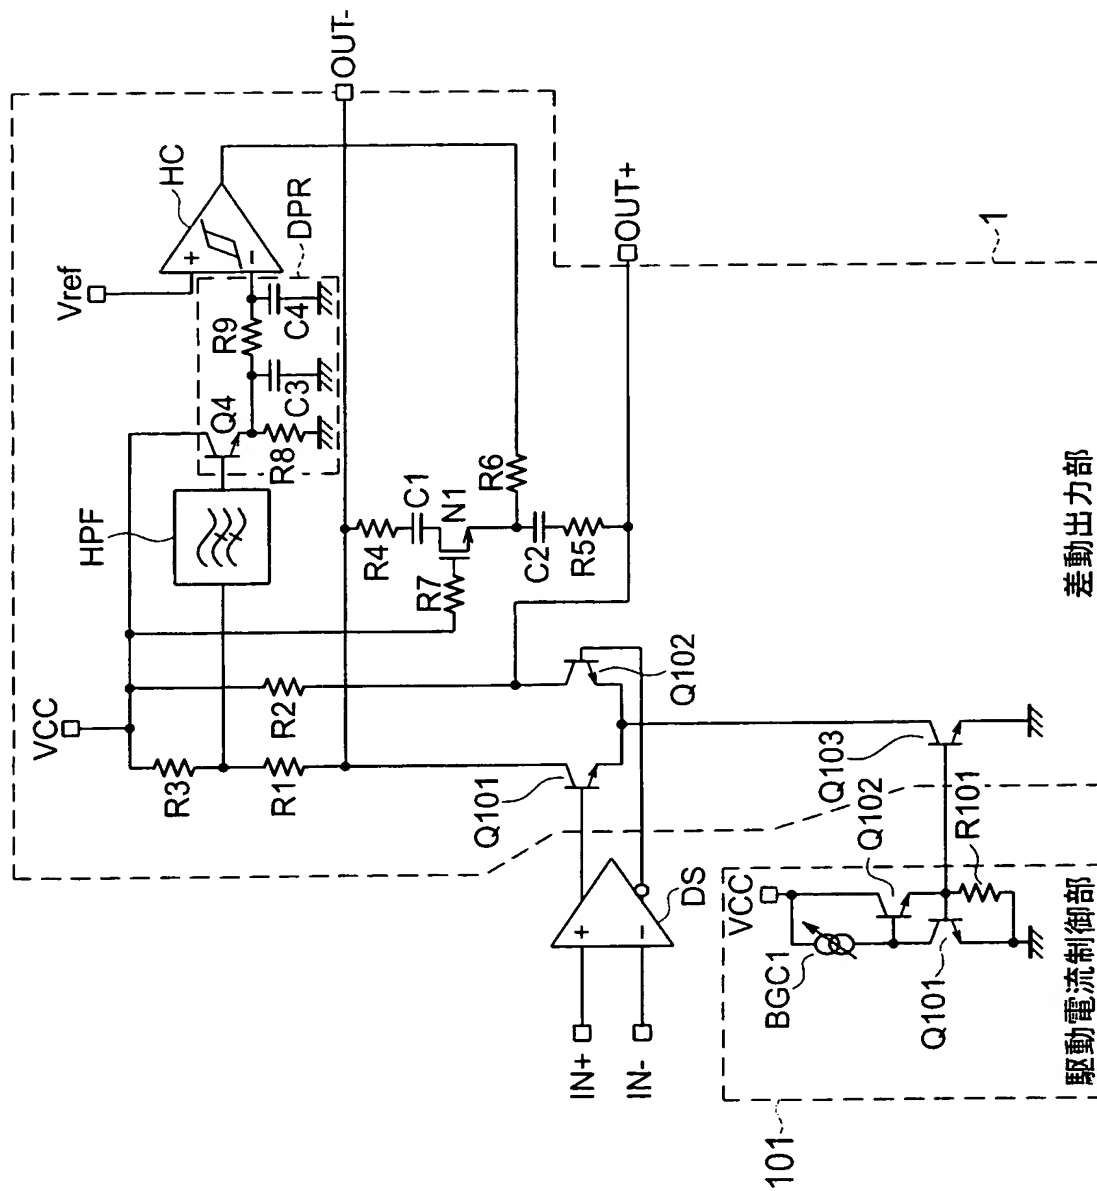 OUT-
HC
DPR
Vref
R9
C4
C3
Q4
R8
HPF
+
-
OUT+
1
R6
C1
N1
R4
R7
C2
R5
VCC
R3
R2
R1
Q101
Q102
Q103
差動出力部
DS
+
-
IN+
IN-
VCC
Q102
R101
BGC1
Q101
駆動電流制御部
101